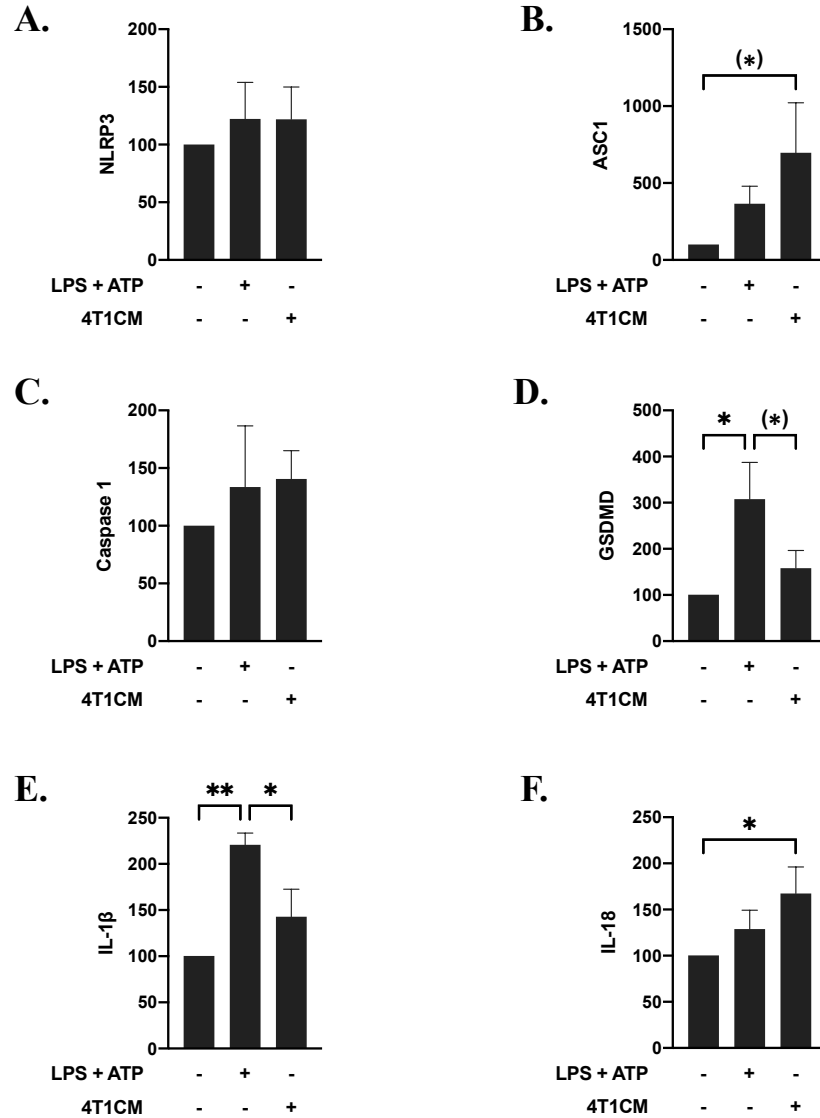 A.
200
150
100
50
0
NLRP3
LPS + ATP - + -
4T1CM - - +
B.
1500
1000
500
0
ASC1
(*)
LPS + ATP - + -
4T1CM - - +
C.
200
150
100
50
0
Caspase 1
LPS + ATP - + -
4T1CM - - +
D.
500
400
300
200
100
0
GSDMD
* (*)
LPS + ATP - + -
4T1CM - - +
E.
250
200
150
100
50
0
IL-1β
** *
LPS + ATP - + -
4T1CM - - +
F.
250
200
150
100
50
0
IL-18
*
LPS + ATP - + -
4T1CM - - +